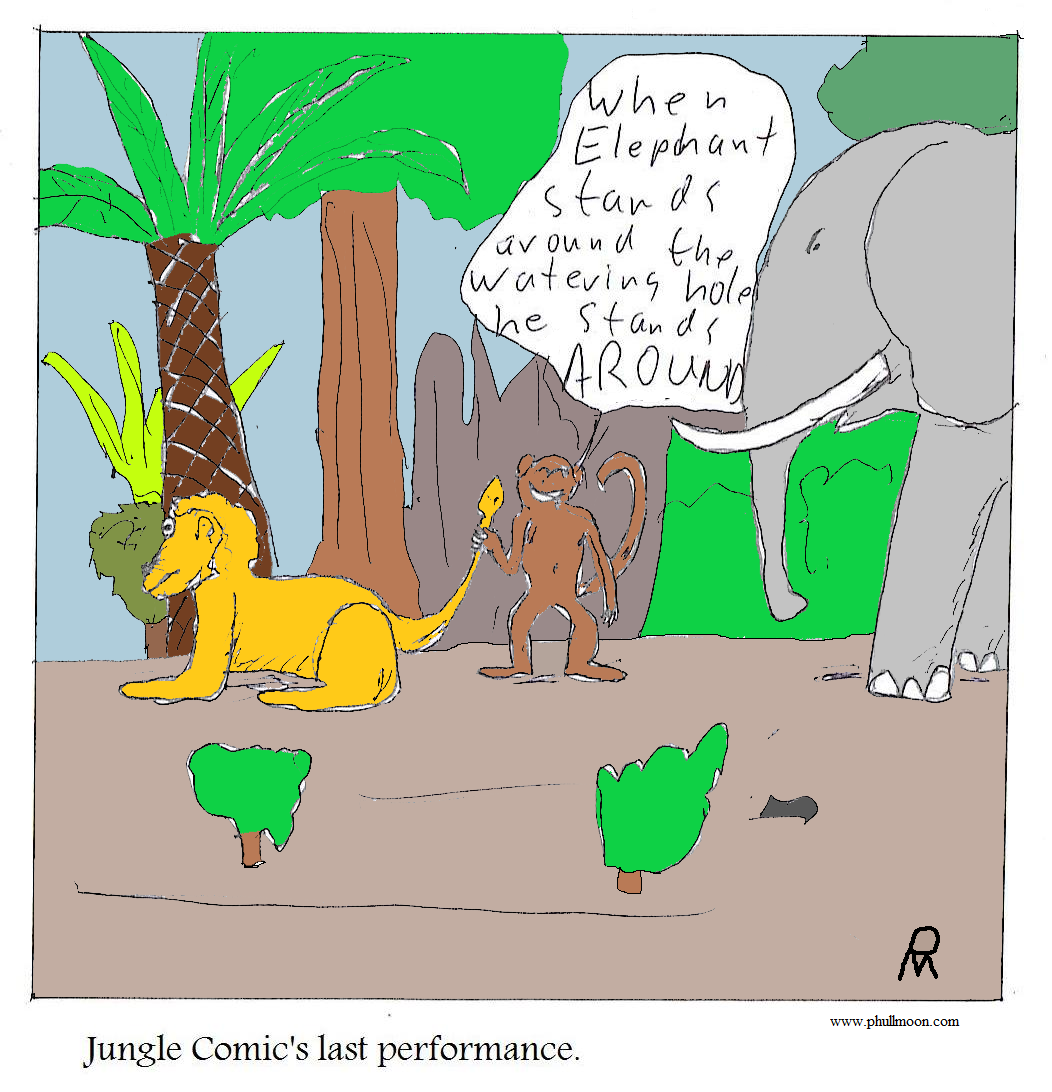 When
Elephant
stands
around the
watering hole
he stands
AROUND
www.phullmoon.com
Jungle Comic's last performance.